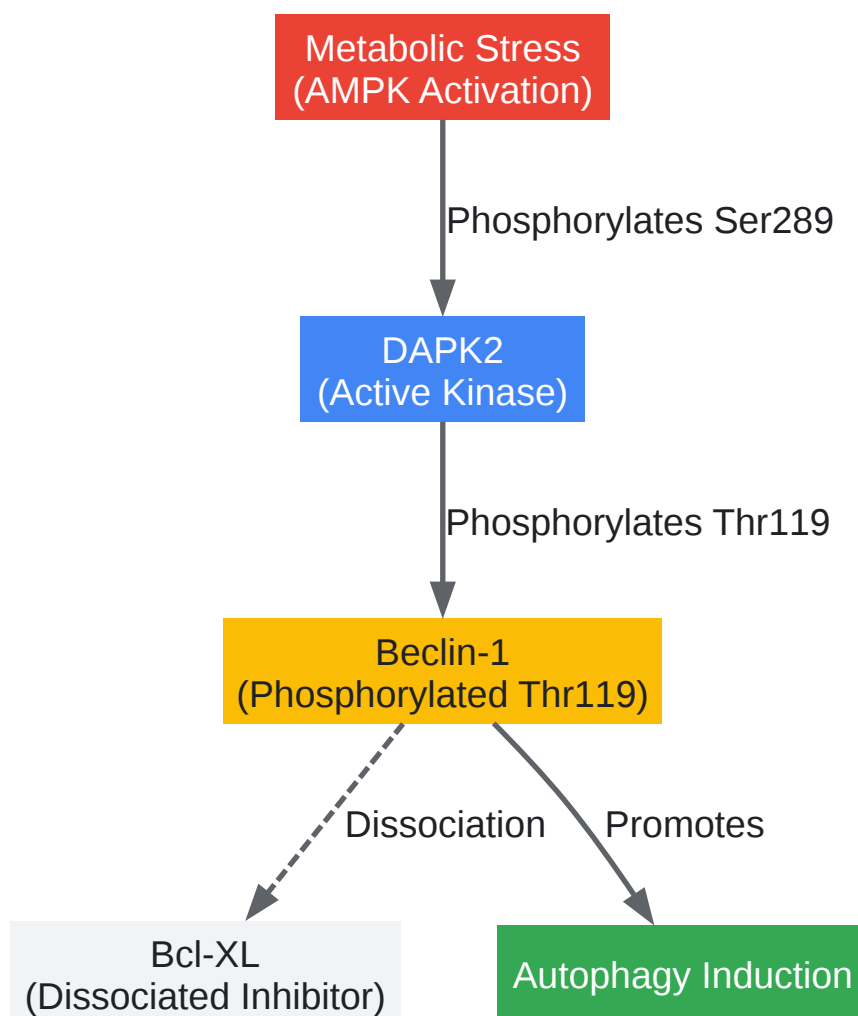 Metabolic Stress
(AMPK Activation)
Phosphorylates Ser289
DAPK2
(Active Kinase)
Phosphorylates Thr119
Beclin-1
(Phosphorylated Thr119)
Dissociation
Promotes
Bcl-XL
(Dissociated Inhibitor)
Autophagy Induction